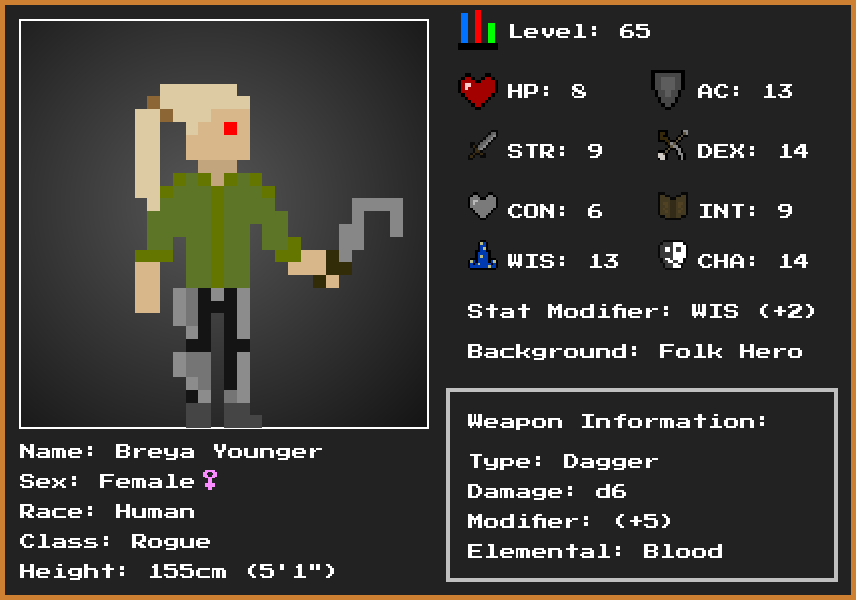 Level: 65
HP: 8 AC: 13
STR: 9 DEX: 14
CON: 6 INT: 9
WIS: 13 CHA: 14
Stat Modifier: WIS (+2)
Background: Folk Hero
Weapon Information:
Type: Dagger
Damage: d6
Modifier: (+5)
Elemental: Blood
Name: Breya Younger
Sex: Female♀
Race: Human
Class: Rogue
Height: 155cm (5'1")